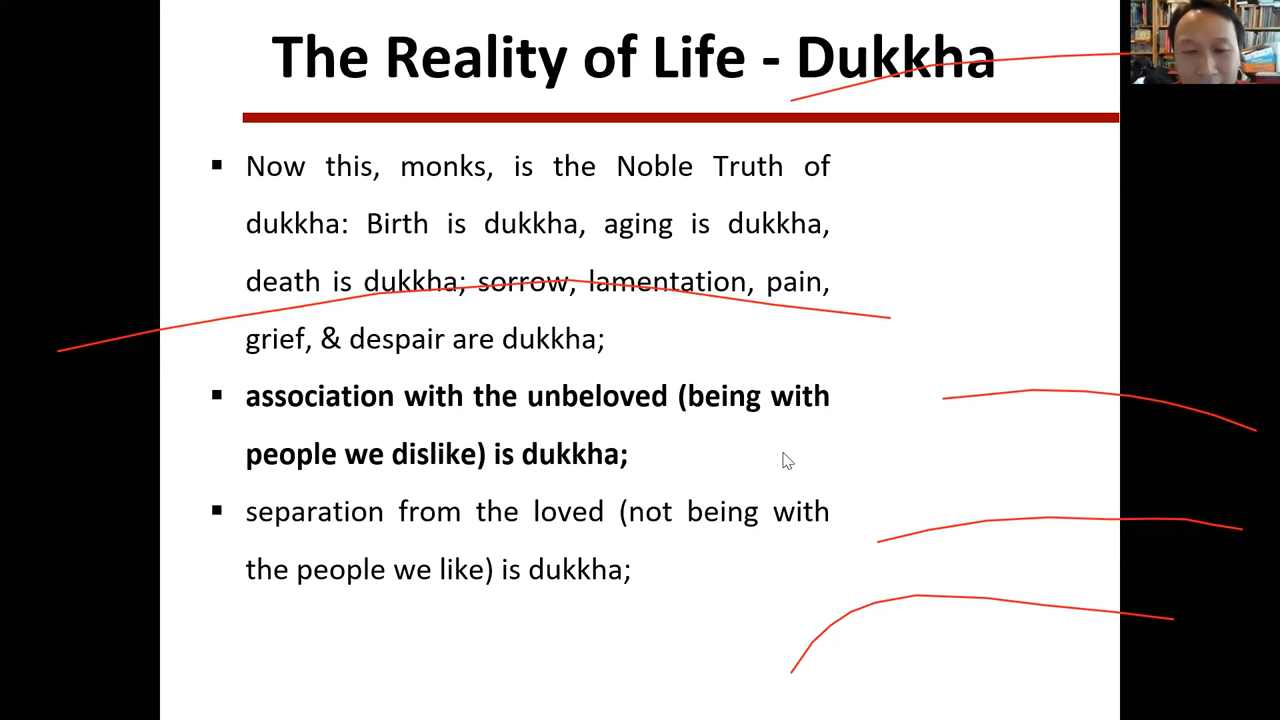 The Reality of Life - Dukkha
▪ Now this, monks, is the Noble Truth of
dukkha: Birth is dukkha, aging is dukkha,
death is dukkha; sorrow, lamentation, pain,
grief, & despair are dukkha;
▪ association with the unbeloved (being with
people we dislike) is dukkha;
▪ separation from the loved (not being with
the people we like) is dukkha;